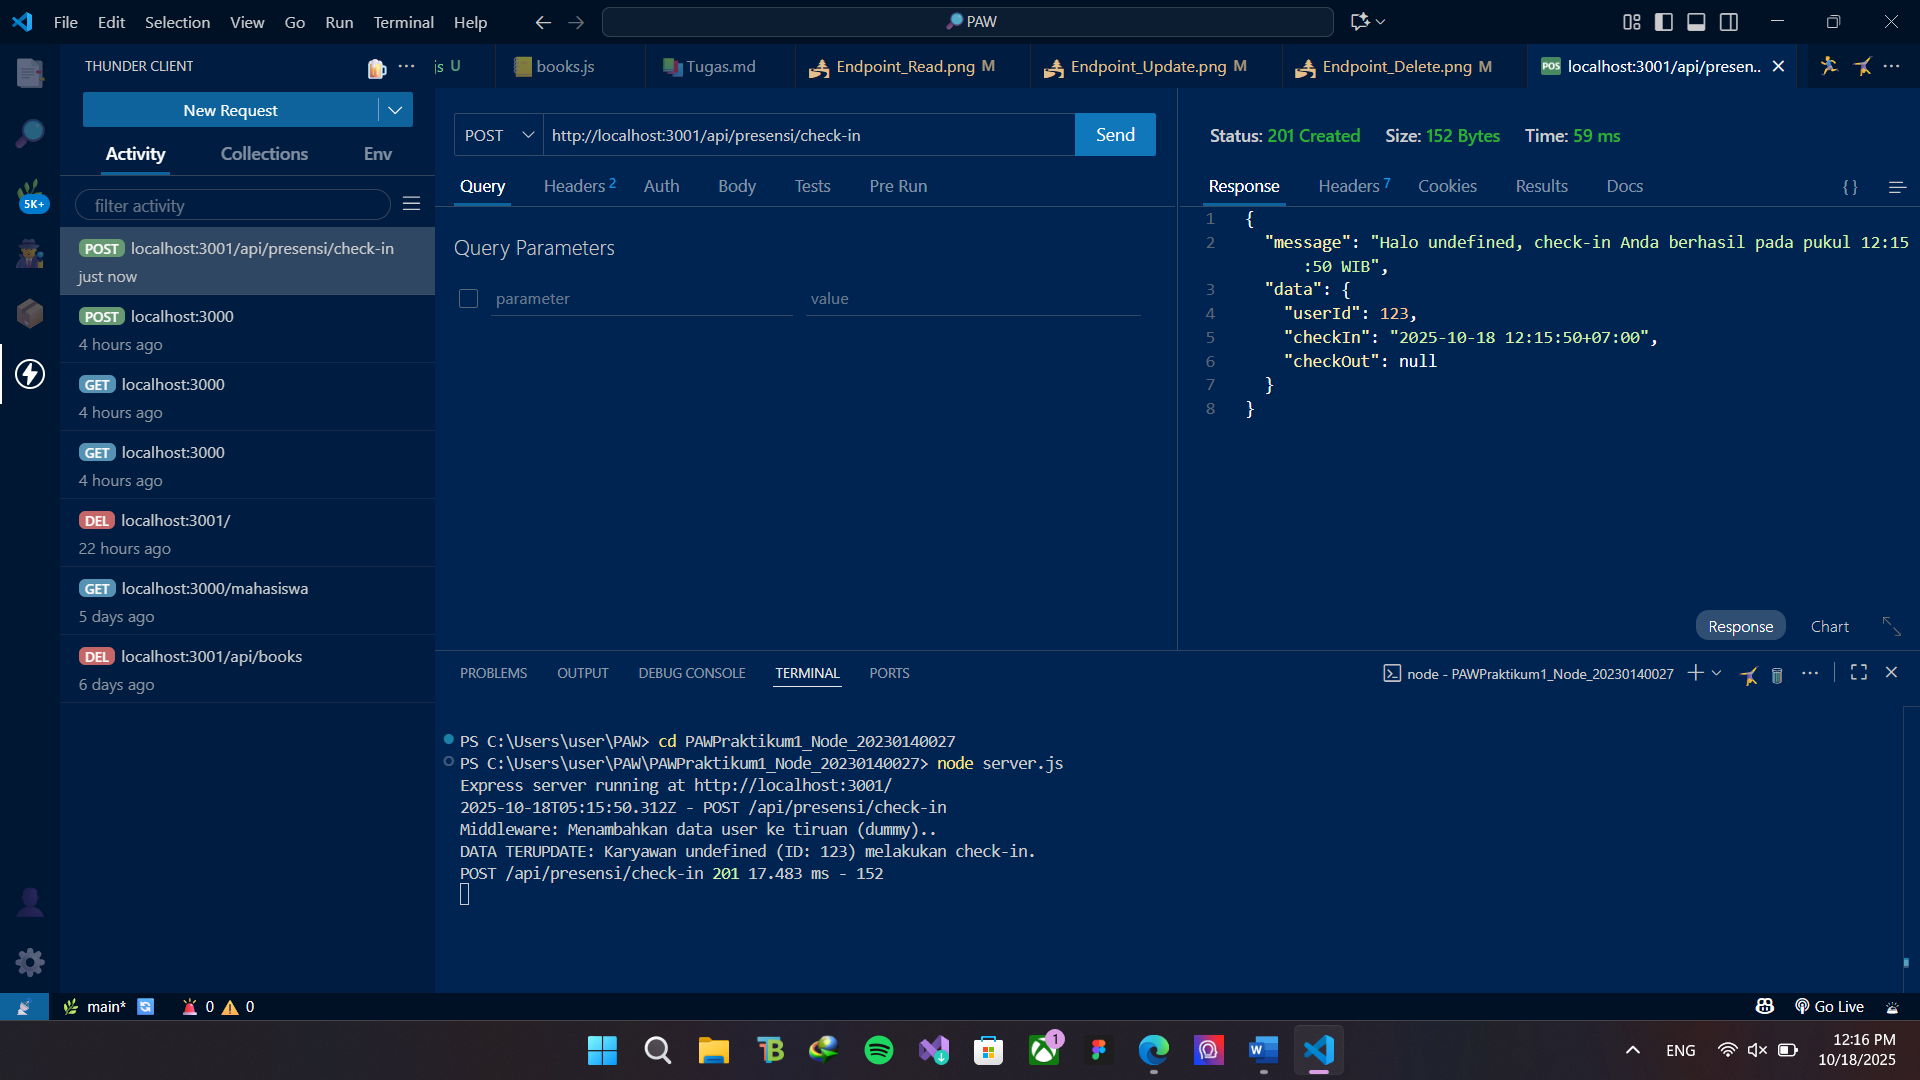 File Edit Selection View Go Run Terminal Help
PAW
THUNDER CLIENT
New Request
Activity Collections Env
filter activity
POST localhost:3001/api/presensi/check-in
just now
POST localhost:3000
4 hours ago
GET localhost:3000
4 hours ago
GET localhost:3000
4 hours ago
DEL localhost:3001/
22 hours ago
GET localhost:3000/mahasiswa
5 days ago
DEL localhost:3001/api/books
6 days ago
5K+
js U
books.js
Tugas.md
Endpoint_Read.png M
Endpoint_Update.png M
Endpoint_Delete.png M
POS localhost:3001/api/presen..
POST http://localhost:3001/api/presensi/check-in Send
Query Headers 2 Auth Body Tests Pre Run
Query Parameters
parameter value
Status: 201 Created Size: 152 Bytes Time: 59 ms
Response Headers 7 Cookies Results Docs {}
1 {
2 "message": "Halo undefined, check-in Anda berhasil pada pukul 12:15
:50 WIB",
3 "data": {
4 "userId": 123,
5 "checkIn": "2025-10-18 12:15:50+07:00",
6 "checkOut": null
7 }
8 }
Response Chart
PROBLEMS OUTPUT DEBUG CONSOLE TERMINAL PORTS
node - PAWPraktikum1_Node_20230140027
PS C:\Users\user\PAW> cd PAWPraktikum1_Node_20230140027
PS C:\Users\user\PAW\PAWPraktikum1_Node_20230140027> node server.js
Express server running at http://localhost:3001/
2025-10-18T05:15:50.312Z - POST /api/presensi/check-in
Middleware: Menambahkan data user ke tiruan (dummy)..
DATA TERUPDATE: Karyawan undefined (ID: 123) melakukan check-in.
POST /api/presensi/check-in 201 17.483 ms - 152
main* 0 0
Go Live
1
ENG
12:16 PM
10/18/2025